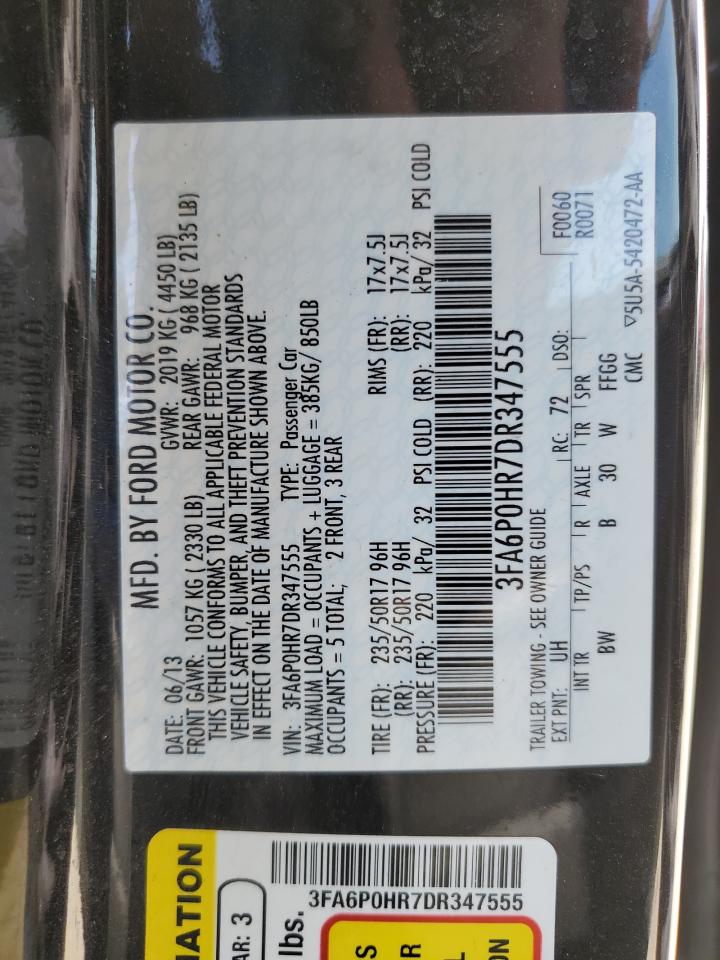 MFD. BY FORD MOTOR CO.
DATE: 06/13 GVWR: 2019 KG ( 4450 LB)
FRONT GAWR: 1057 KG ( 2330 LB) REAR GAWR: 968 KG ( 2135 LB)
THIS VEHICLE CONFORMS TO ALL APPLICABLE FEDERAL MOTOR
VEHICLE SAFETY, BUMPER, AND THEFT PREVENTION STANDARDS
IN EFFECT ON THE DATE OF MANUFACTURE SHOWN ABOVE.
VIN: 3FA6P0HR7DR347555 TYPE: Passenger Car
MAXIMUM LOAD = OCCUPANTS + LUGGAGE = 385KG/ 850LB
OCCUPANTS = 5 TOTAL; 2 FRONT, 3 REAR
TIRE (FR): 235/50R17 96H RIMS (FR): 17x7.5J
(RR): 235/50R17 96H (RR): 17x7.5J
PRESSURE (FR): 220 kPa/ 32 PSI COLD (RR): 220 kPa/ 32 PSI COLD
3FA6P0HR7DR347555
TRAILER TOWING - SEE OWNER GUIDE
F0060
R0071
EXT PNT: UH RC: 72 DSO:
INT TR TP/PS R AXLE TR SPR
BW B 30 W FFGG
CMC
▽5U5A-5420472-AA
MATION
AR: 3
lbs.
3FA6P0HR7DR347555
S
R
L
ON